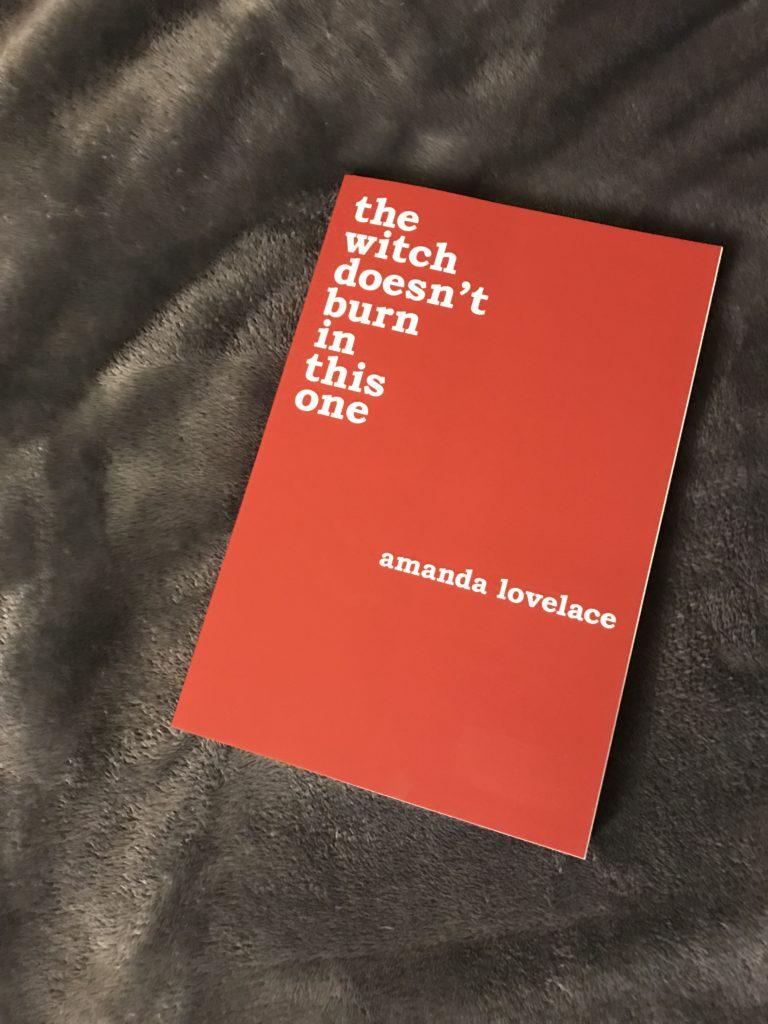 the
witch
doesn't
burn
in
this
one
amanda lovelace